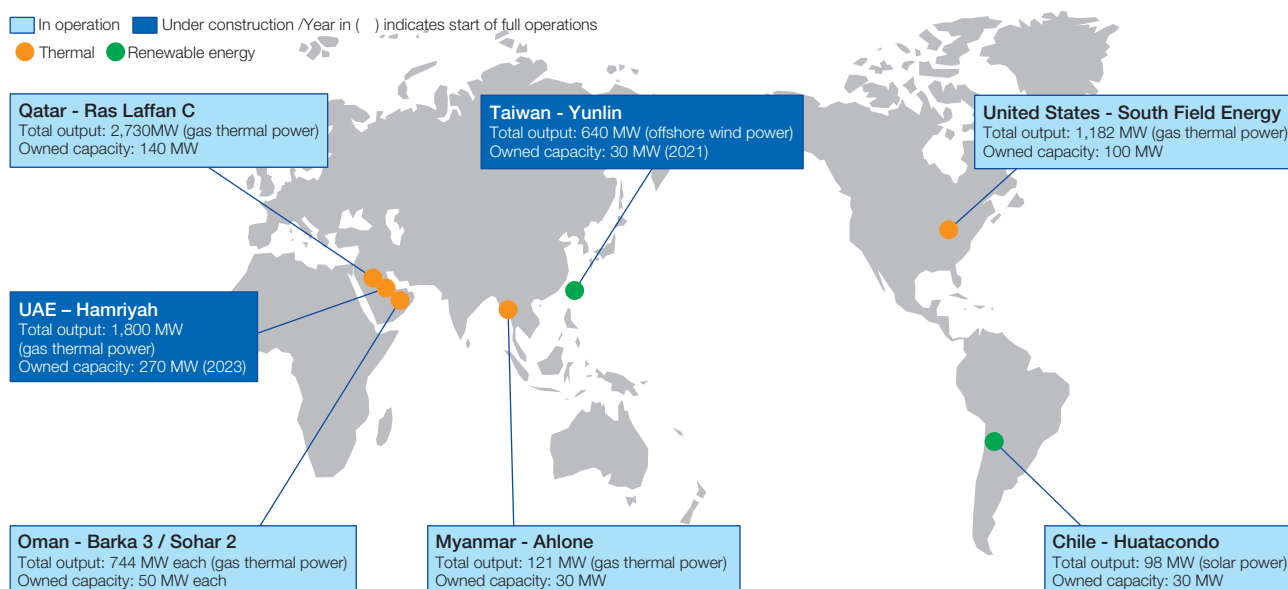 In operation Under construction /Year in ( ) indicates start of full operations
Thermal Renewable energy
Qatar - Ras Laffan C
Total output: 2,730MW (gas thermal power)
Owned capacity: 140 MW
Taiwan - Yunlin
Total output: 640 MW (offshore wind power)
Owned capacity: 30 MW (2021)
United States - South Field Energy
Total output: 1,182 MW (gas thermal power)
Owned capacity: 100 MW
UAE – Hamriyah
Total output: 1,800 MW
(gas thermal power)
Owned capacity: 270 MW (2023)
Oman - Barka 3 / Sohar 2
Total output: 744 MW each (gas thermal power)
Owned capacity: 50 MW each
Myanmar - Ahlone
Total output: 121 MW (gas thermal power)
Owned capacity: 30 MW
Chile - Huatacondo
Total output: 98 MW (solar power)
Owned capacity: 30 MW